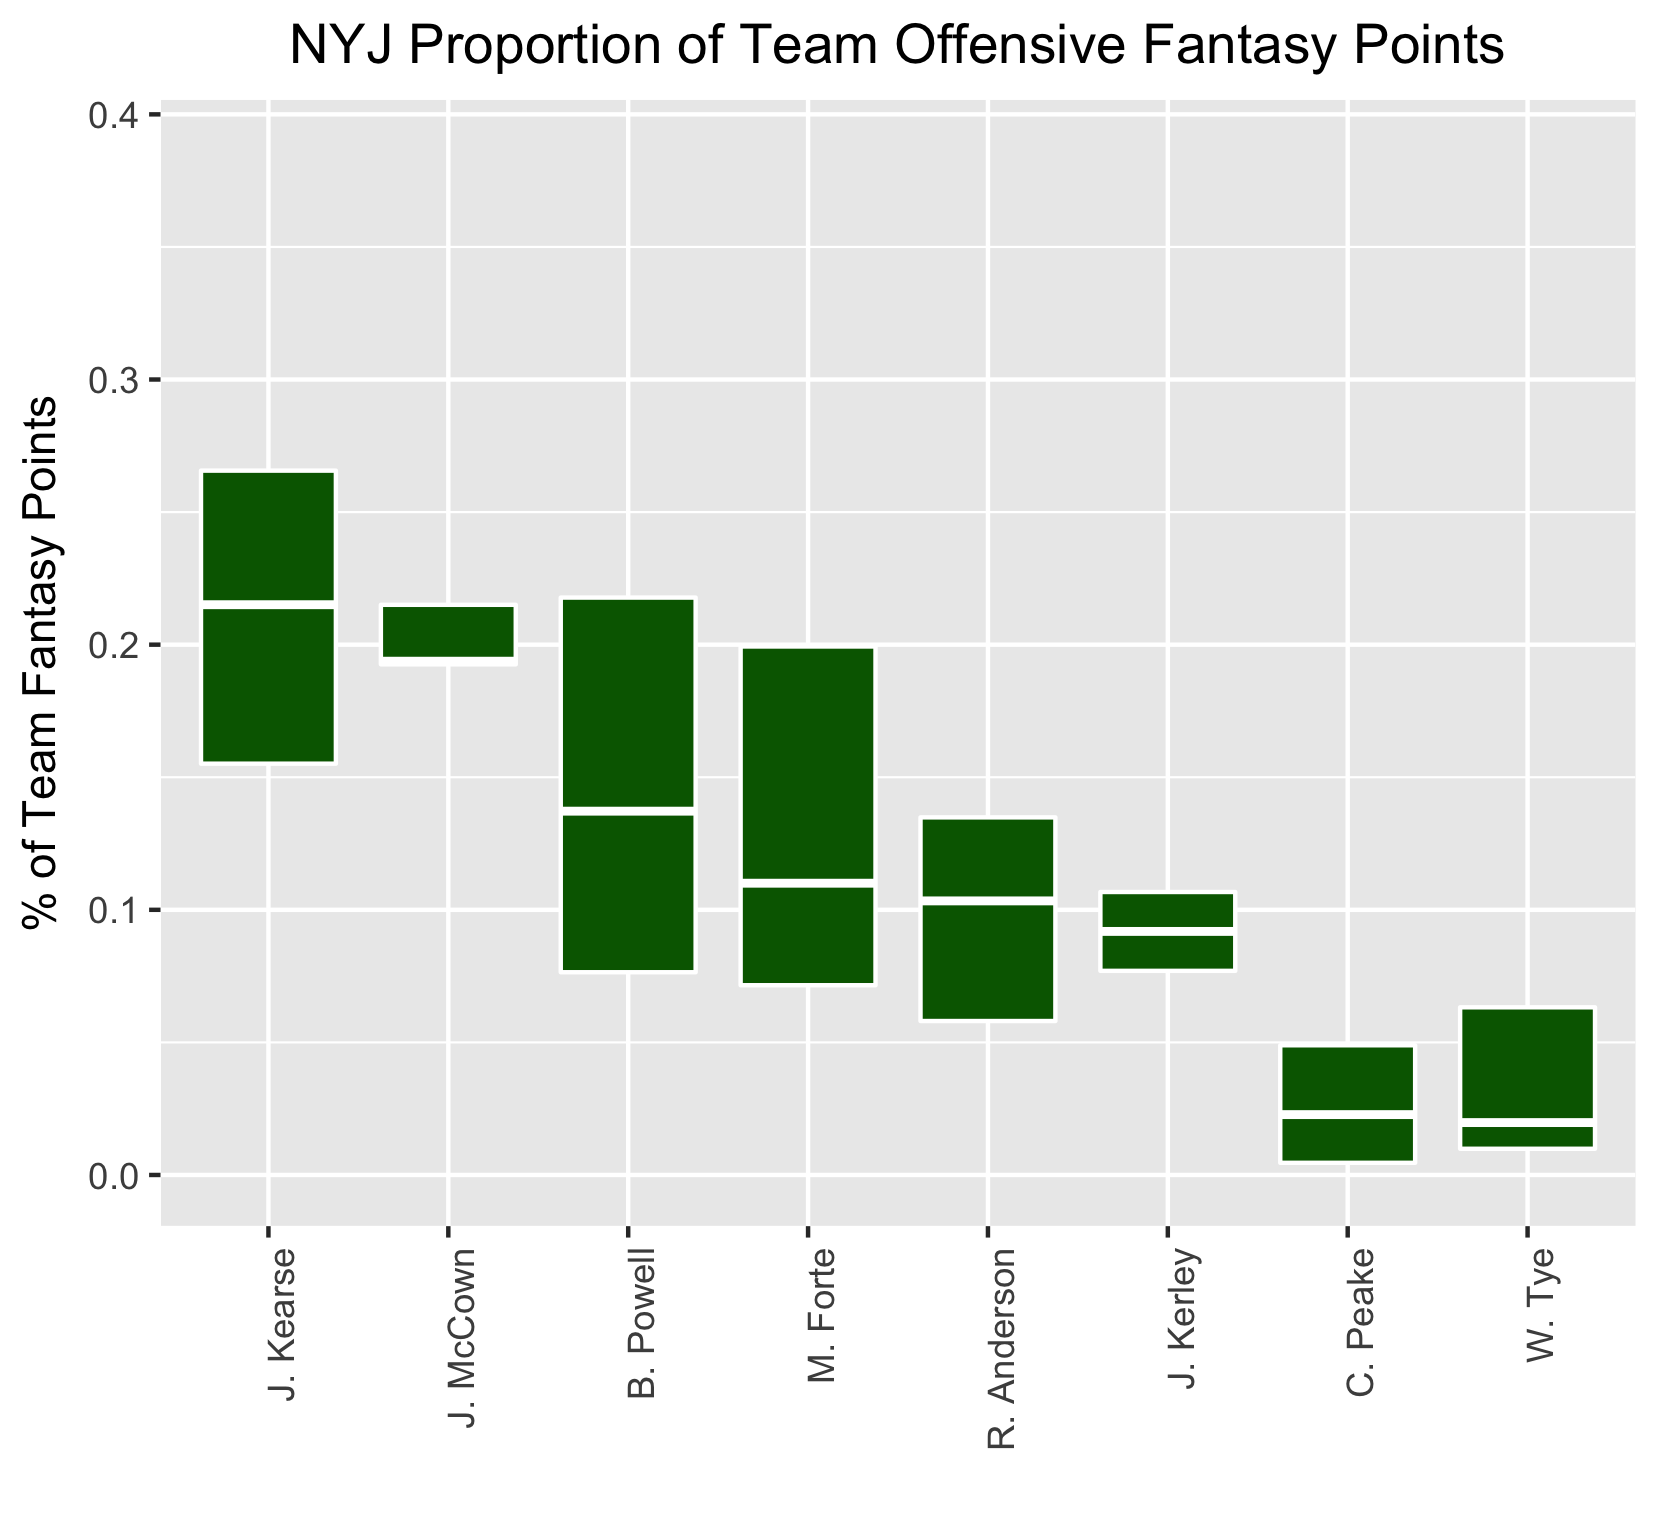 NYJ Proportion of Team Offensive Fantasy Points
% of Team Fantasy Points
0.4
0.3
0.2
0.1
0.0
J. Kearse
J. McCown
B. Powell
M. Forte
R. Anderson
J. Kerley
C. Peake
W. Tye